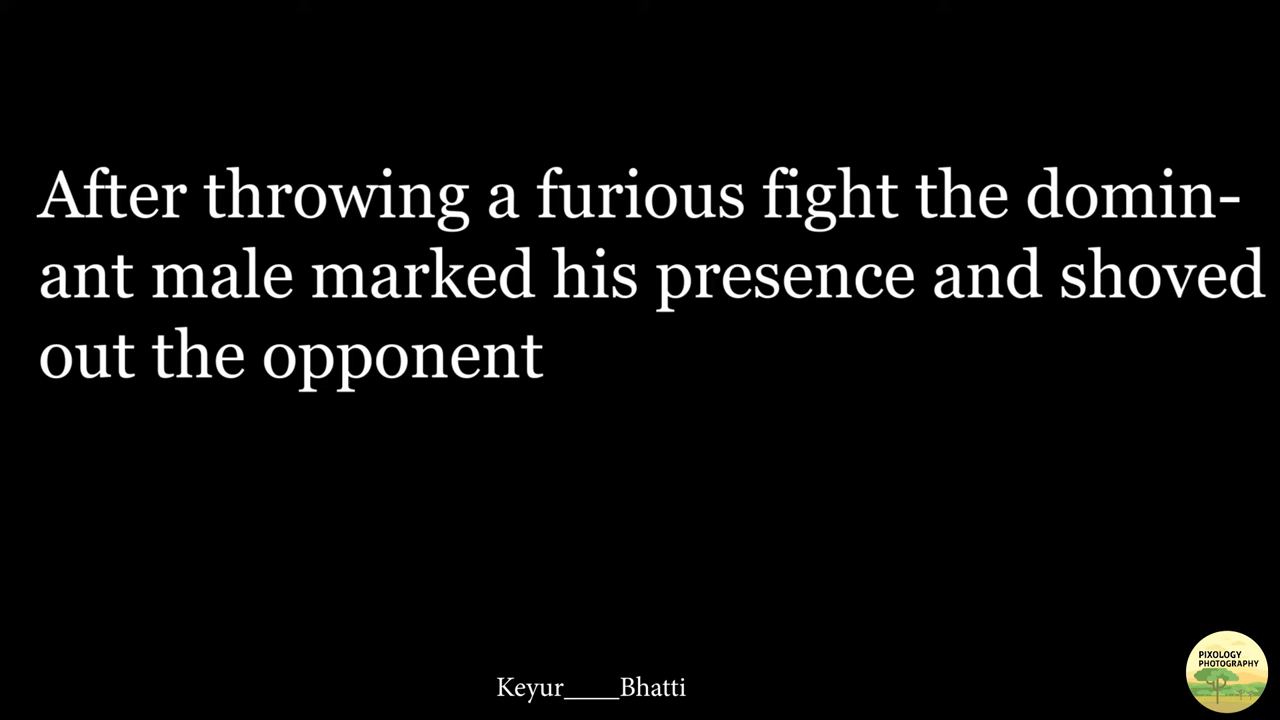 After throwing a furious fight the domin-
ant male marked his presence and shoved
out the opponent
Keyur____Bhatti
PIXOLOGY
PHOTOGRAPHY